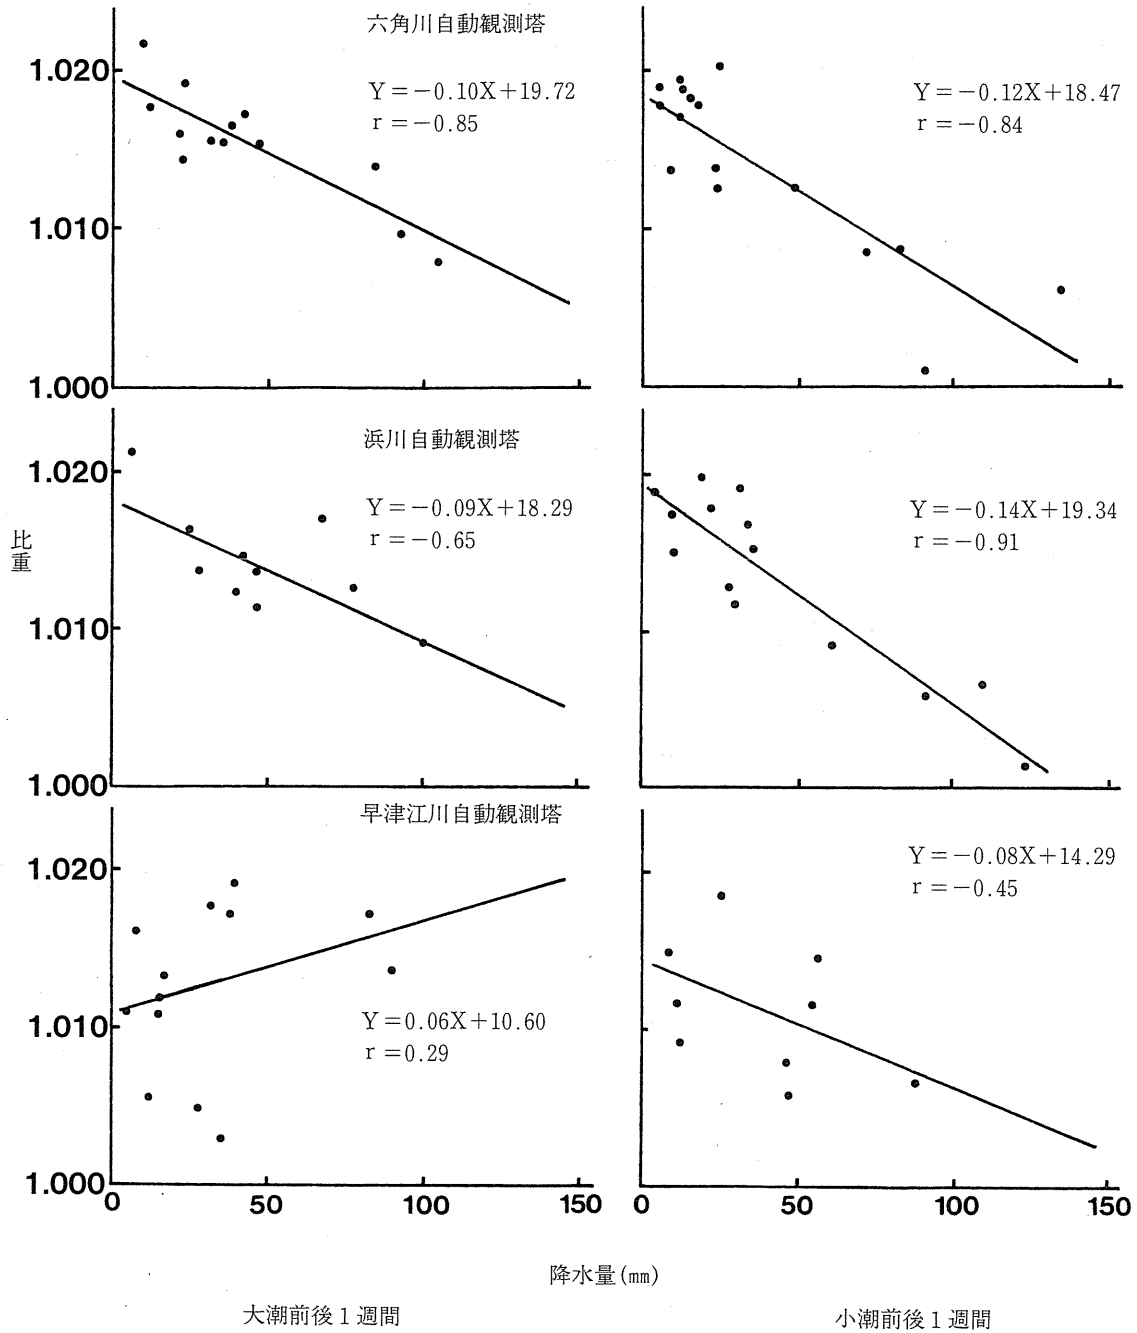 六角川自動観測塔
Y=-0.10X+19.72
r=-0.85
Y=-0.12X+18.47
r=-0.84
1.020
1.010
1.000
浜川自動観測塔
Y=-0.09X+18.29
r=-0.65
Y=-0.14X+19.34
r=-0.91
1.020
1.010
1.000
比重
早津江川自動観測塔
Y=0.06X+10.60
r=0.29
Y=-0.08X+14.29
r=-0.45
1.020
1.010
1.000
0 50 100 150
0 50 100 150
降水量(mm)
大潮前後1週間
小潮前後1週間